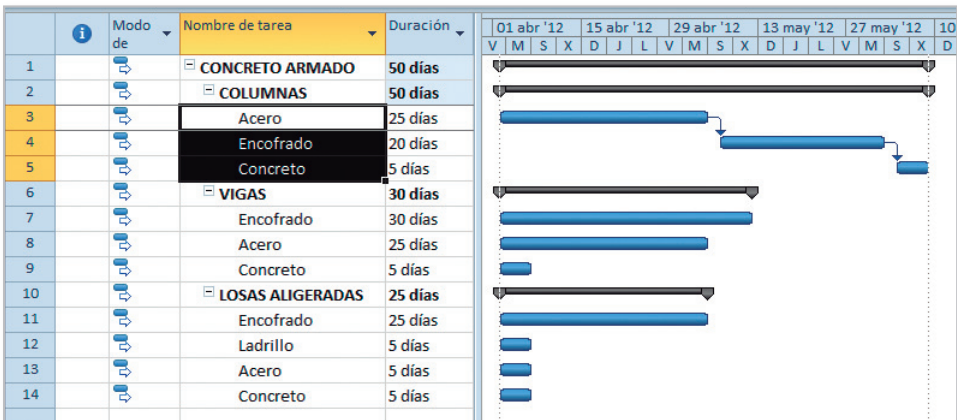 Modo de Nombre de tarea Duración 01 abr '12 15 abr '12 29 abr '12 13 may '12 27 may '12 10
V M S X D J L V M S X D J L V M S X D
1 CONCRETO ARMADO 50 días
2 COLUMNAS 50 días
3 Acero 25 días
4 Encofrado 20 días
5 Concreto 5 días
6 VIGAS 30 días
7 Encofrado 30 días
8 Acero 25 días
9 Concreto 5 días
10 LOSAS ALIGERADAS 25 días
11 Encofrado 25 días
12 Ladrillo 5 días
13 Acero 5 días
14 Concreto 5 días